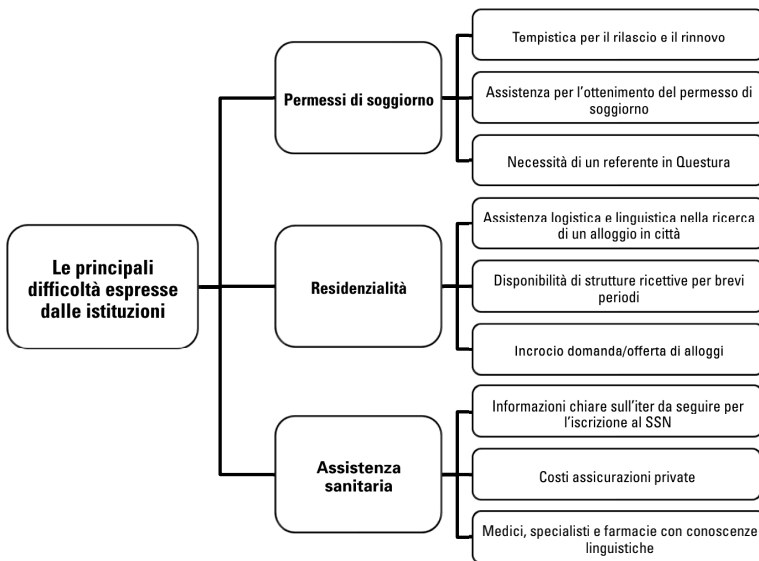 Le principali
difficoltà espresse
dalle istituzioni
Permessi di soggiorno
Tempistica per il rilascio e il rinnovo
Assistenza per l'ottenimento del permesso di
soggiorno
Necessità di un referente in Questura
Residenzialità
Assistenza logistica e linguistica nella ricerca
di un alloggio in città
Disponibilità di strutture ricettive per brevi
periodi
Incrocio domanda/offerta di alloggi
Assistenza
sanitaria
Informazioni chiare sull'iter da seguire per
l'iscrizione al SSN
Costi assicurazioni private
Medici, specialisti e farmacie con conoscenze
linguistiche